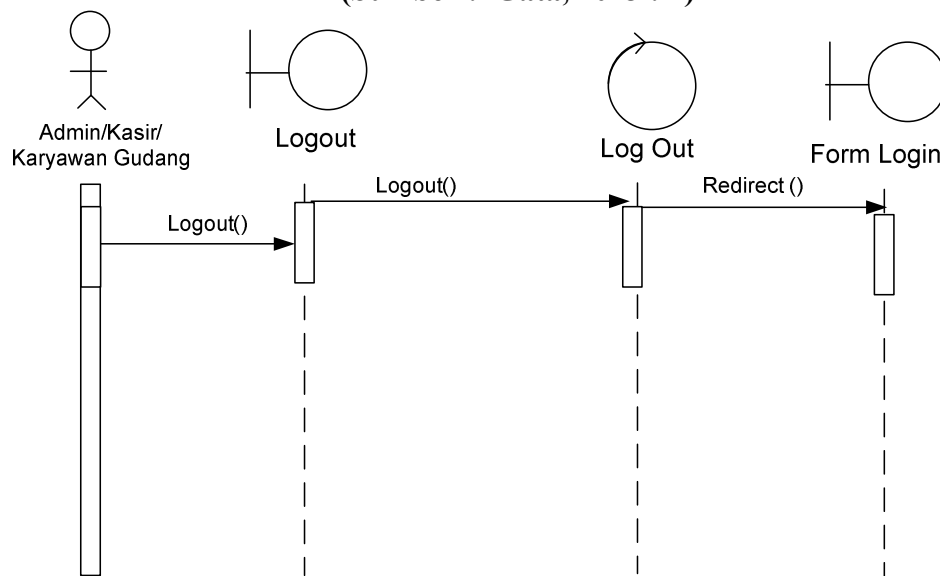 Admin/Kasir/
Karyawan Gudang
Logout
Log Out
Form Login
Logout()
Logout()
Redirect ()